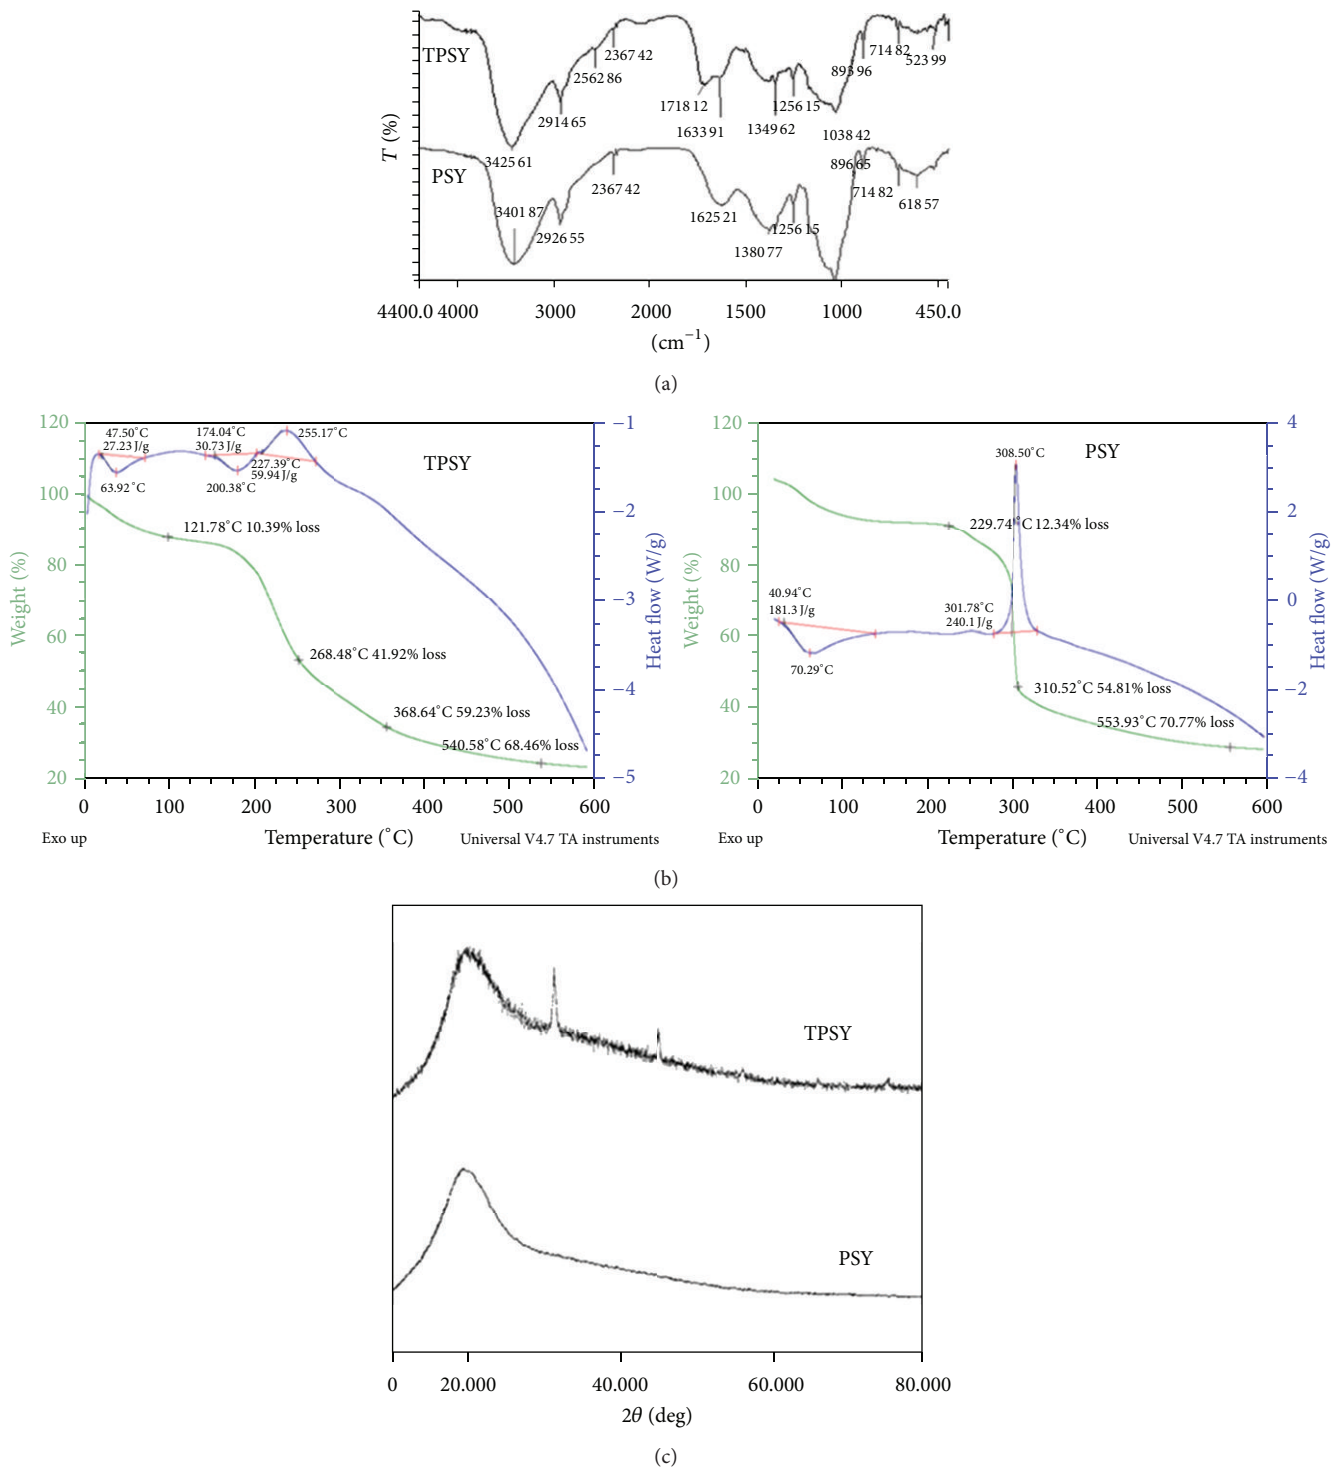 TPSY
2367 42
2562 86
2914 65
3425 61
1718 12
1633 91
1349 62
1256 15
1038 42
893 96
714 82
523 99
PSY
3401 87
2926 55
2367 42
1625 21
1380 77
1256 15
896 65
714 82
618 57
T (%)
4400.0 4000 3000 2000 1500 1000 450.0
(cm−1)
(a)
120
100
80
60
40
20
Weight (%)
47.50°C
27.23 J/g
63.92°C
174.04°C
30.73 J/g
200.38°C
227.39°C
59.94 J/g
255.17°C
TPSY
121.78°C 10.39% loss
268.48°C 41.92% loss
368.64°C 59.23% loss
540.58°C 68.46% loss
−1
−2
−3
−4
−5
Heat flow (W/g)
0 100 200 300 400 500 600
Exo up
Temperature (°C)
Universal V4.7 TA instruments
120
100
80
60
40
20
Weight (%)
308.50°C
PSY
229.74°C 12.34% loss
40.94°C
181.3 J/g
70.29°C
301.78°C
240.1 J/g
310.52°C 54.81% loss
553.93°C 70.77% loss
4
2
0
−2
−4
Heat flow (W/g)
0 100 200 300 400 500 600
Exo up
Temperature (°C)
Universal V4.7 TA instruments
(b)
TPSY
PSY
0 20.000 40.000 60.000 80.000
2θ (deg)
(c)